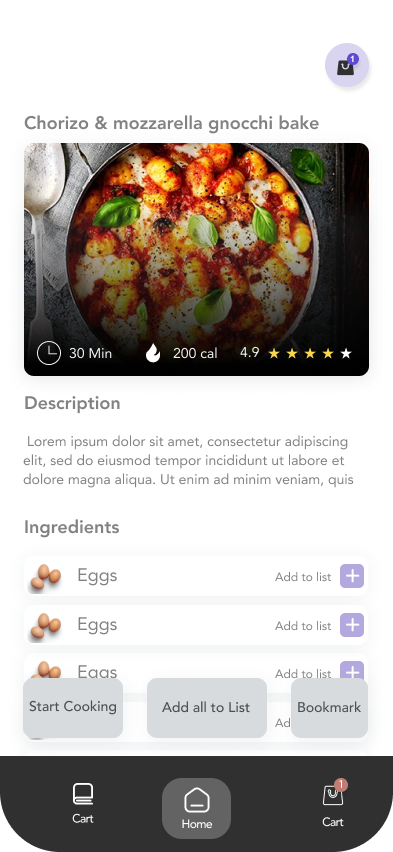 1
Chorizo & mozzarella gnocchi bake
30 Min 200 cal 4.9
Description
Lorem ipsum dolor sit amet, consectetur adipiscing
elit, sed do eiusmod tempor incididunt ut labore et
dolore magna aliqua. Ut enim ad minim veniam, quis
Ingredients
Eggs Add to list
Eggs Add to list
Eggs Add to list
Ad
Start Cooking Add all to List Bookmark
1
Cart Home Cart